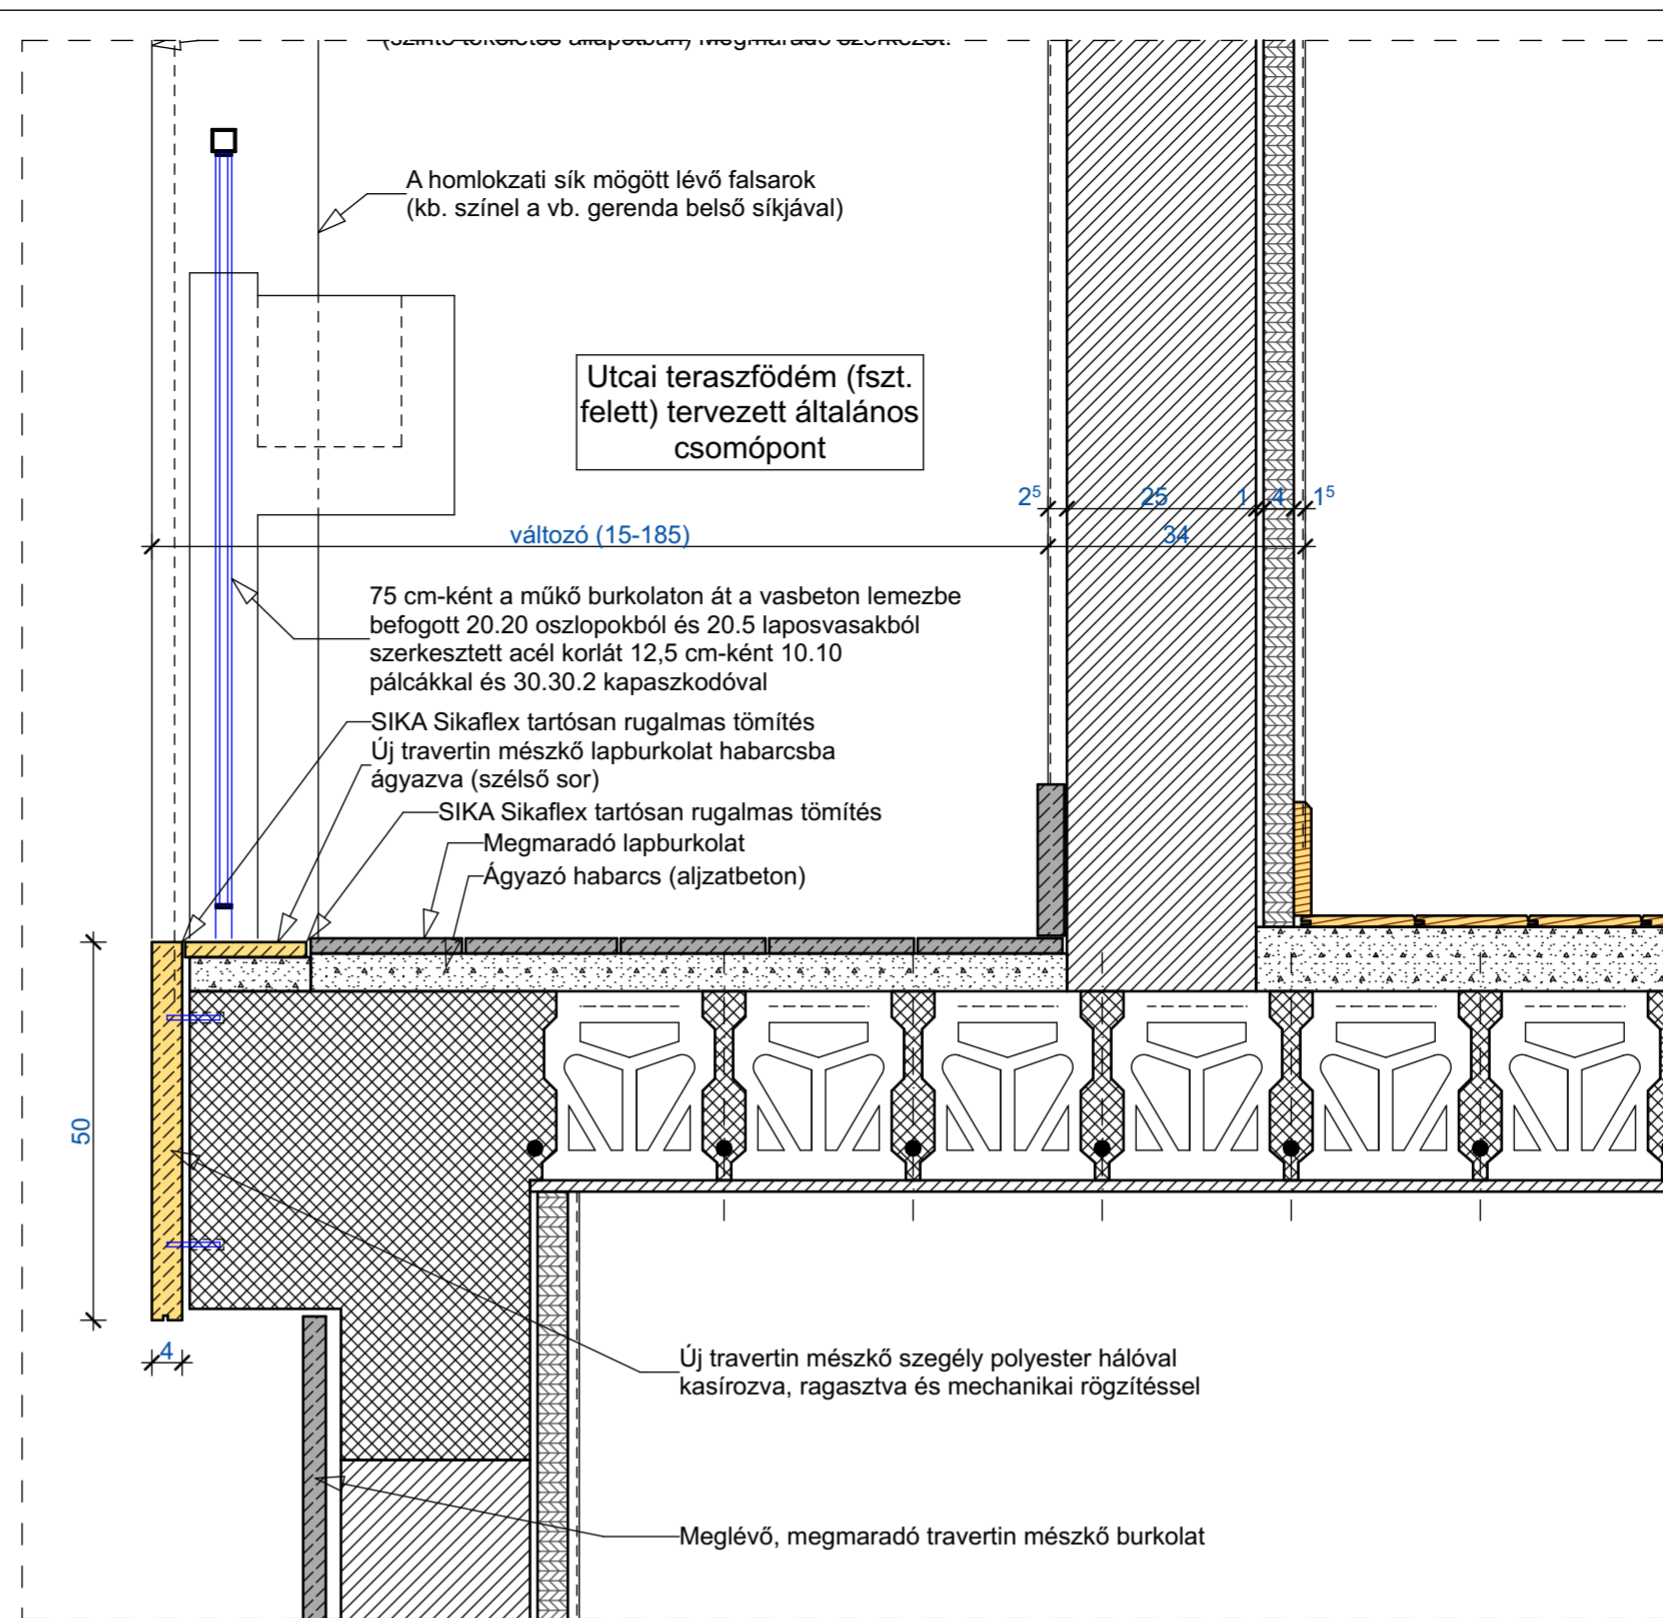 A homlokzati sík mögött lévő falsarok
(kb. színel a vb. gerenda belső síkjával)
Utcai teraszfödém (fszt.
felett) tervezett általános
csomópont
2⁵ 25 1 4 1⁵
változó (15-185) 34
75 cm-ként a műkő burkolaton át a vasbeton lemezbe
befogott 20.20 oszlopokból és 20.5 laposvasakból
szerkesztett acél korlát 12,5 cm-ként 10.10
pálcákkal és 30.30.2 kapaszkodóval
SIKA Sikaflex tartósan rugalmas tömítés
Új travertin mészkő lapburkolat habarcsba
ágyazva (szélső sor)
SIKA Sikaflex tartósan rugalmas tömítés
Megmaradó lapburkolat
Ágyazó habarcs (aljzatbeton)
50
4
Új travertin mészkő szegély polyester hálóval
kasírozva, ragasztva és mechanikai rögzítéssel
Meglévő, megmaradó travertin mészkő burkolat